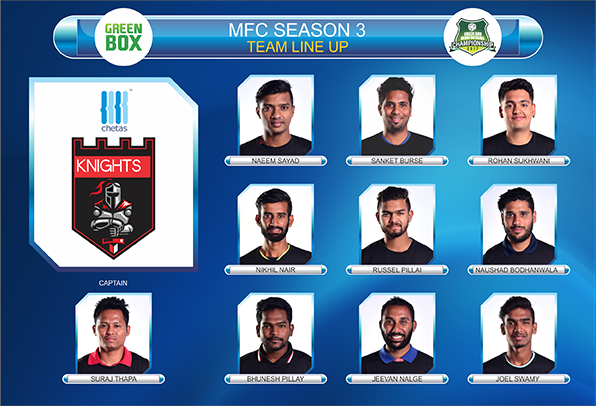 GREEN
BOX
MFC SEASON 3
TEAM LINE UP
CHAMPIONSHIP
chetas
KNIGHTS
NAEEM SAYAD
SANKET BURSE
ROHAN SUKHWANI
NIKHIL NAIR
RUSSEL PILLAI
NAUSHAD BODHANWALA
CAPTAIN
SURAJ THAPA
BHUNESH PILLAY
JEEVAN NALGE
JOEL SWAMY